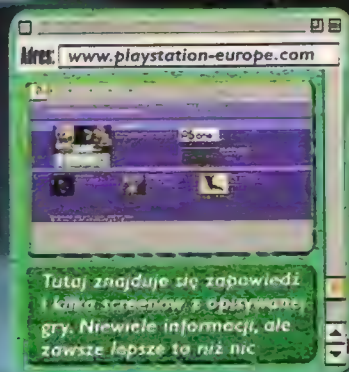 Adres: www.playstation-europe.com
PSone
Tutaj znajduje się zapowiedź
i kilka screenów z opisywanej
gry. Niewiele informacji, ale
zawsze lepsze to niż nic